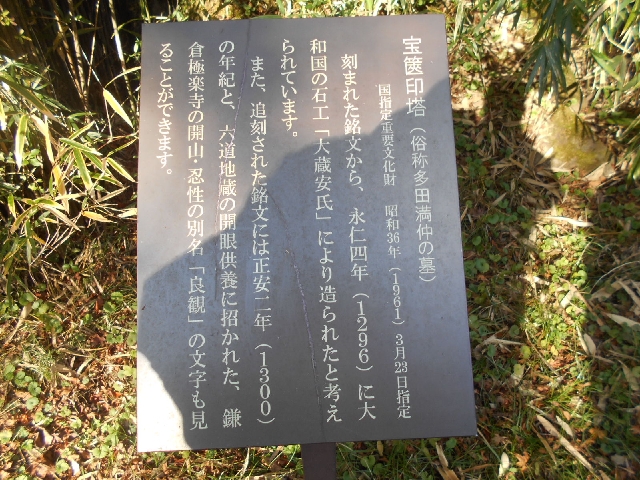 宝篋印塔（俗称多田満仲の墓）
国指定重要文化財　昭和36年（1961）3月23日指定
刻まれた銘文から、永仁四年（1296）に大
和国の石工「大蔵安氏」により造られたと考え
られています。
また、追刻された銘文には正安二年（1300）
の年紀と、六道地蔵の開眼供養に招かれた、鎌
倉極楽寺の開山・忍性の別名「良観」の文字も見
ることができます。